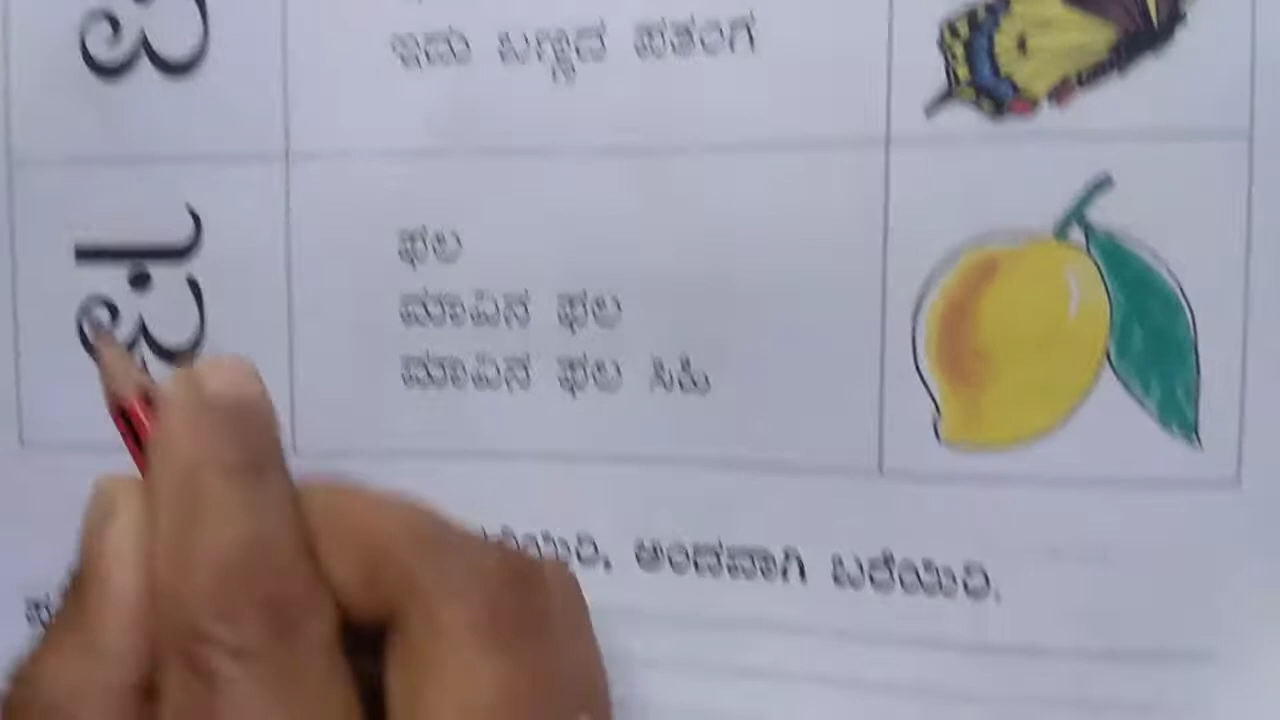 ಇದು ಬಣ್ಣದ ಪತಂಗ
ಫಲ
ಮಾವಿನ ಫಲ
ಮಾವಿನ ಫಲ ಸಿಹಿ
ಅಂದವಾಗಿ ಬರೆಯಿರಿ.